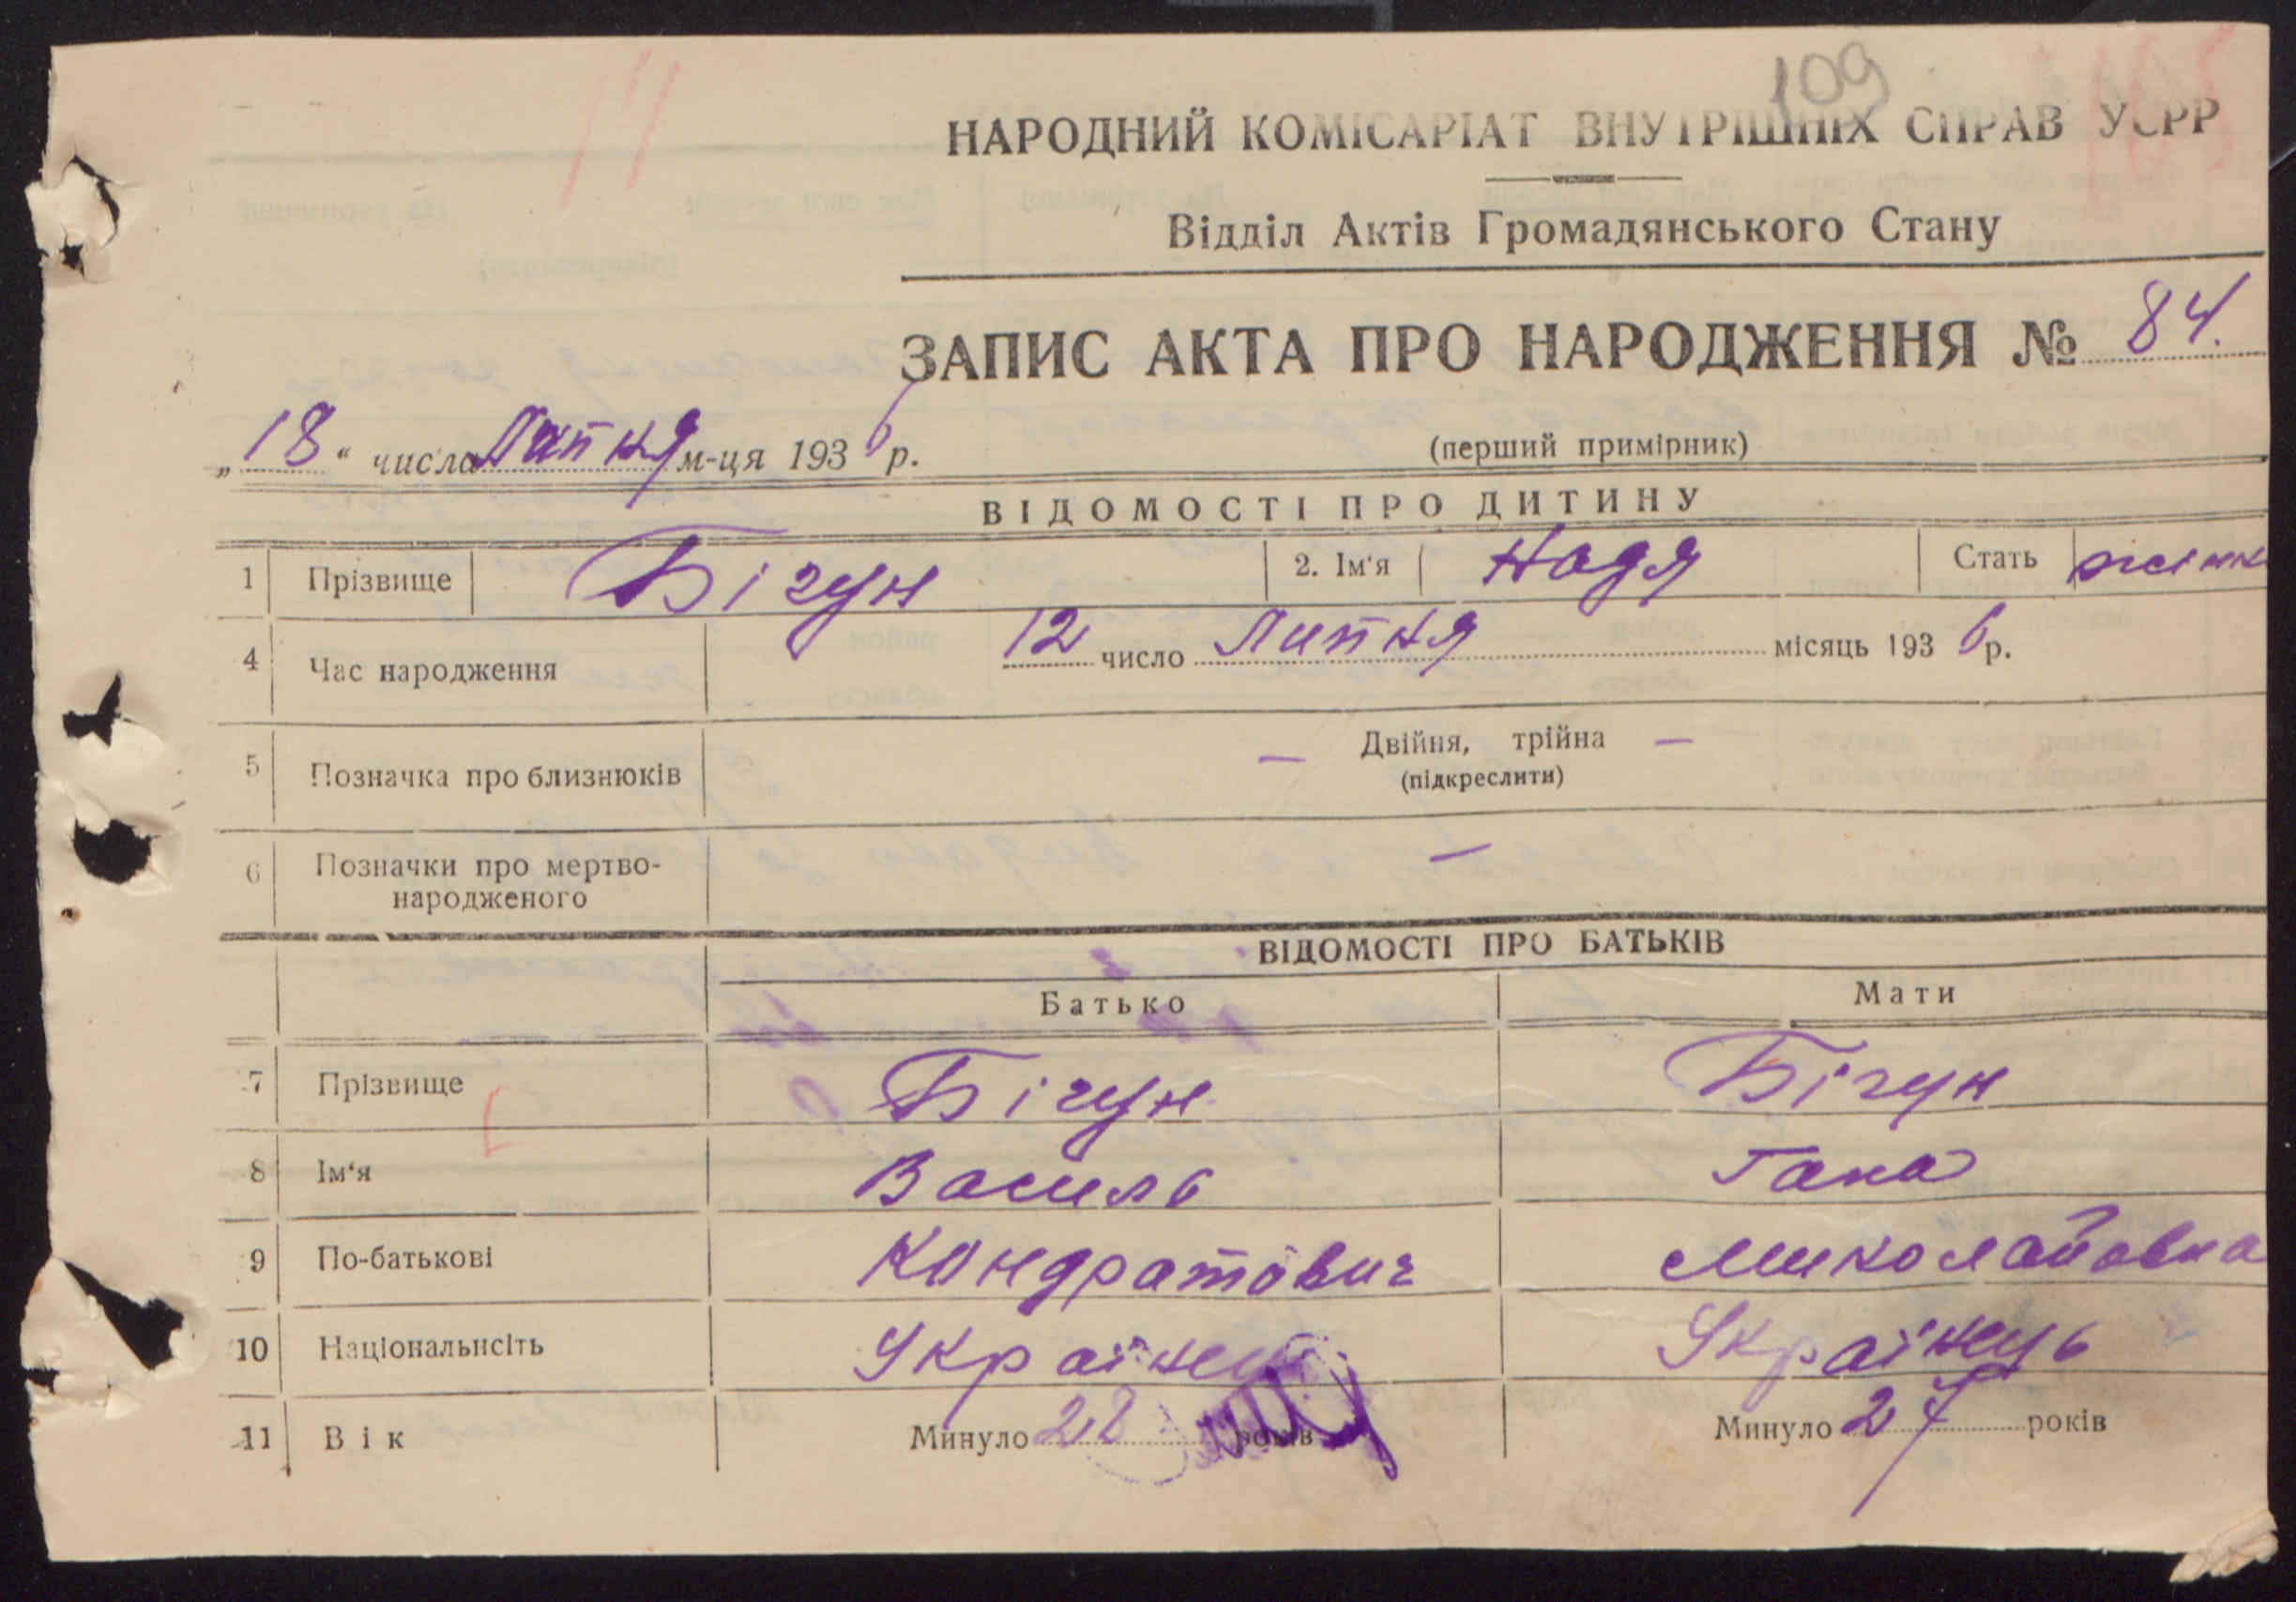 109
НАРОДНИЙ КОМІСАРІАТ ВНУТРІШНІХ СПРАВ УСРР
Відділ Актів Громадянського Стану
ЗАПИС АКТА ПРО НАРОДЖЕННЯ № 84.
„18“ числа Липня м-ця 1936 р.
(перший примірник)
ВІДОМОСТІ ПРО ДИТИНУ
1 Прізвище Бігун 2. Ім‘я Надя Стать жінк
4 Час народження 12 число Липня місяць 1936 р.
5 Позначка про близнюків — Двійня, трійна —
(підкреслити)
6 Позначки про мертво-
народженого —
ВІДОМОСТІ ПРО БАТЬКІВ
Батько Мати
7 Прізвище Бігун Бігун
8 Ім‘я Василь Гана
9 По-батькові Кондратович Миколайовна
10 Національнсіть Українець Українець
11 Вік Минуло 28 років Минуло 27 років